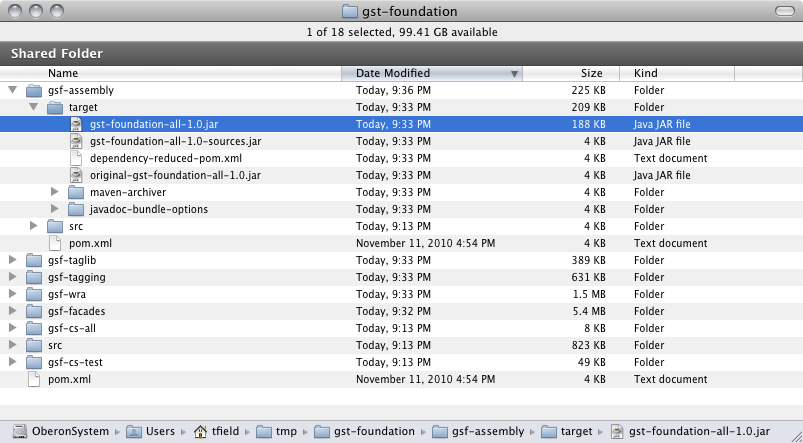 gst-foundation
1 of 18 selected, 99.41 GB available
Shared Folder
Name Date Modified Size Kind
gsf-assembly Today, 9:36 PM 225 KB Folder
target Today, 9:33 PM 209 KB Folder
gst-foundation-all-1.0.jar Today, 9:33 PM 188 KB Java JAR file
gst-foundation-all-1.0-sources.jar Today, 9:33 PM 4 KB Java JAR file
dependency-reduced-pom.xml Today, 9:33 PM 4 KB Text document
original-gst-foundation-all-1.0.jar Today, 9:33 PM 4 KB Java JAR file
maven-archiver Today, 9:33 PM 4 KB Folder
javadoc-bundle-options Today, 9:33 PM 4 KB Folder
src Today, 9:13 PM 4 KB Folder
pom.xml November 11, 2010 4:54 PM 4 KB Text document
gsf-taglib Today, 9:33 PM 389 KB Folder
gsf-tagging Today, 9:33 PM 631 KB Folder
gsf-wra Today, 9:33 PM 1.5 MB Folder
gsf-facades Today, 9:32 PM 5.4 MB Folder
gsf-cs-all Today, 9:13 PM 8 KB Folder
src Today, 9:13 PM 823 KB Folder
gsf-cs-test Today, 9:13 PM 49 KB Folder
pom.xml November 11, 2010 4:54 PM 4 KB Text document
OberonSystem Users tfield tmp gst-foundation gsf-assembly target gst-foundation-all-1.0.jar